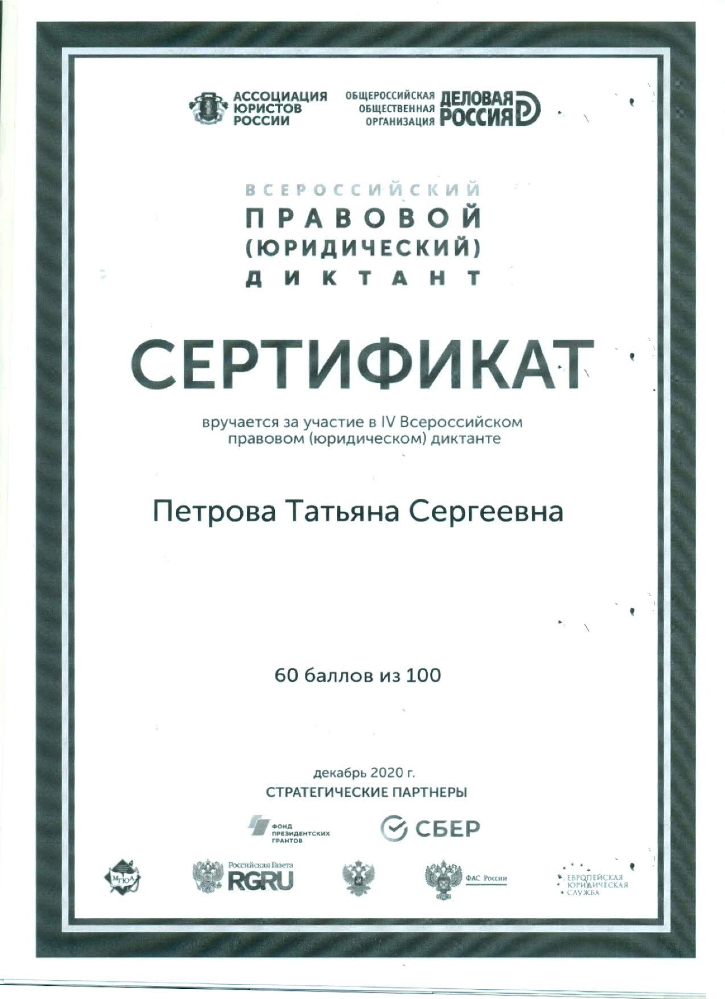 АССОЦИАЦИЯ
ЮРИСТОВ
РОССИИ
ОБЩЕРОССИЙСКАЯ
ОБЩЕСТВЕННАЯ
ОРГАНИЗАЦИЯ
ДЕЛОВАЯ
РОССИЯ
ВСЕРОССИЙСКИЙ
ПРАВОВОЙ
(ЮРИДИЧЕСКИЙ)
ДИКТАНТ
СЕРТИФИКАТ
вручается за участие в IV Всероссийском
правовом (юридическом) диктанте
Петрова Татьяна Сергеевна
60 баллов из 100
декабрь 2020 г.
СТРАТЕГИЧЕСКИЕ ПАРТНЕРЫ
ФОНД
ПРЕЗИДЕНТСКИХ
ГРАНТОВ
СБЕР
МГЮА
Российская Газета
RGRU
ФАС России
ЕВРОПЕЙСКАЯ
ЮРИДИЧЕСКАЯ
СЛУЖБА